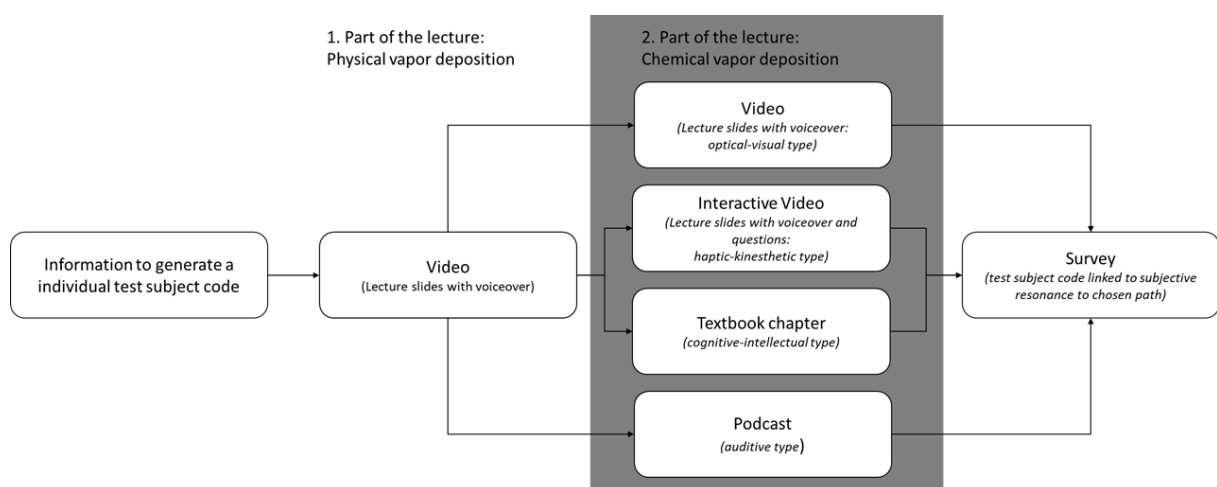 1. Part of the lecture:
Physical vapor deposition
2. Part of the lecture:
Chemical vapor deposition
Information to generate a
individual test subject code
Video
(Lecture slides with voiceover)
Video
(Lecture slides with voiceover:
optical-visual type)
Interactive Video
(Lecture slides with voiceover and
questions:
haptic-kinesthetic type)
Textbook chapter
(cognitive-intellectual type)
Podcast
(auditive type)
Survey
(test subject code linked to subjective
resonance to chosen path)